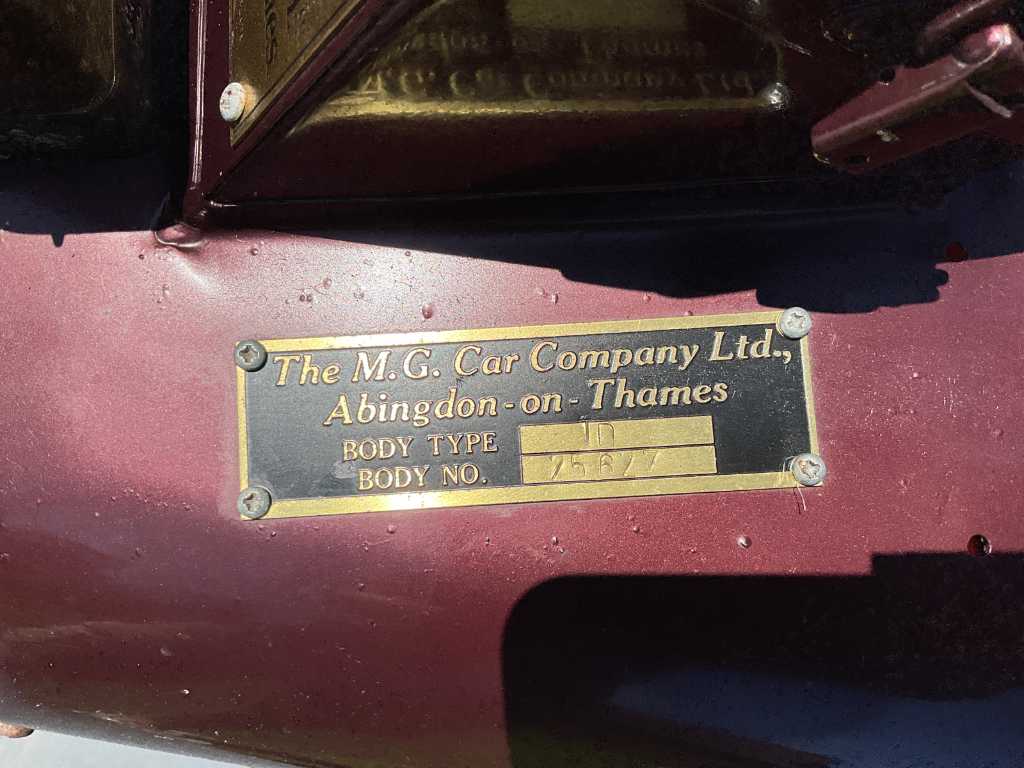 The M.G. Car Company Ltd.,
Abingdon-on-Thames
BODY TYPE
BODY NO.